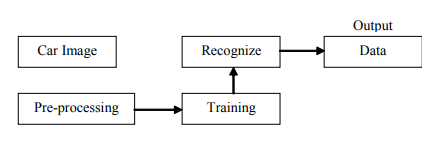 Output
Car Image
Recognize
Data
Pre-processing
Training